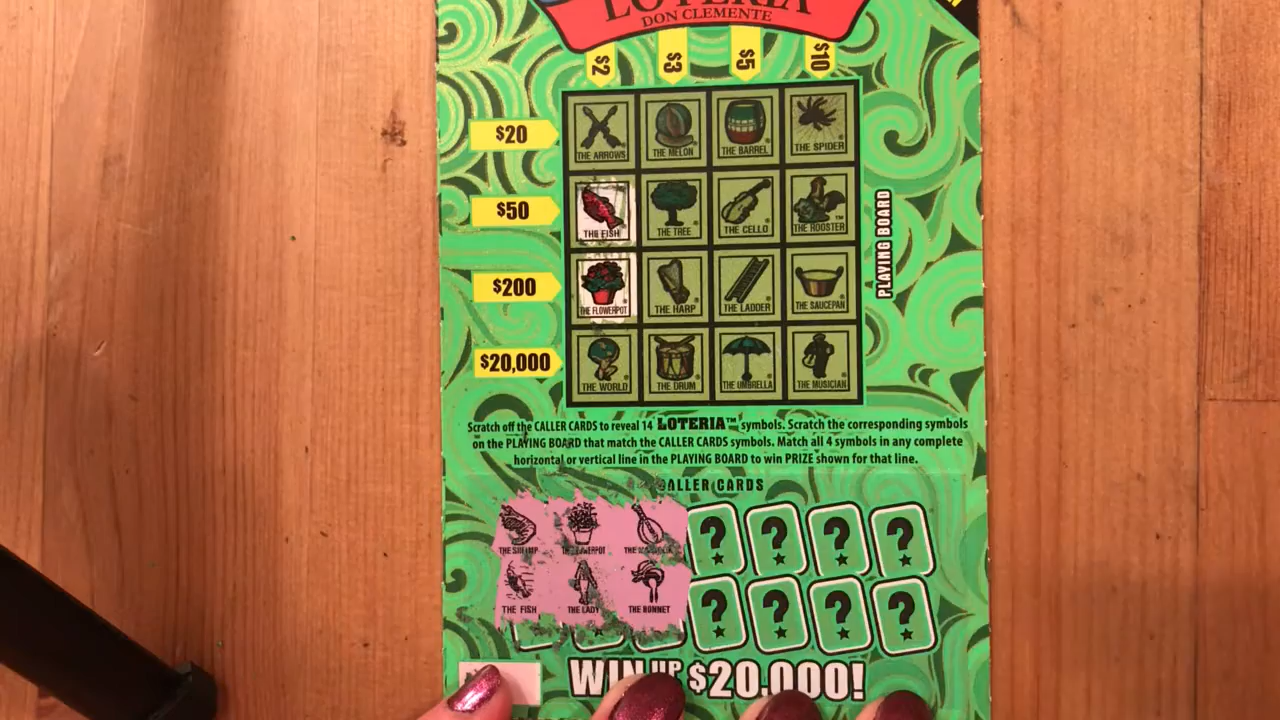 LOTERIA
DON CLEMENTE
$2 $3 $5 $10
$20
THE ARROWS THE MELON THE BARREL THE SPIDER
$50
THE FISH THE TREE THE CELLO THE ROOSTER
$200
THE FLOWERPOT THE HARP THE LADDER THE SAUCEPAN
$20,000
THE WORLD THE DRUM THE UMBRELLA THE MUSICIAN
PLAYING BOARD
Scratch off the CALLER CARDS to reveal 14 LOTERIA™ symbols. Scratch the corresponding symbols
on the PLAYING BOARD that match the CALLER CARDS symbols. Match all 4 symbols in any complete
horizontal or vertical line in the PLAYING BOARD to win PRIZE shown for that line.
CALLER CARDS
THE SHRIMP
? ? ? ?
THE FISH THE LADY THE BONNET
? ? ? ?
WIN UP $20,000!